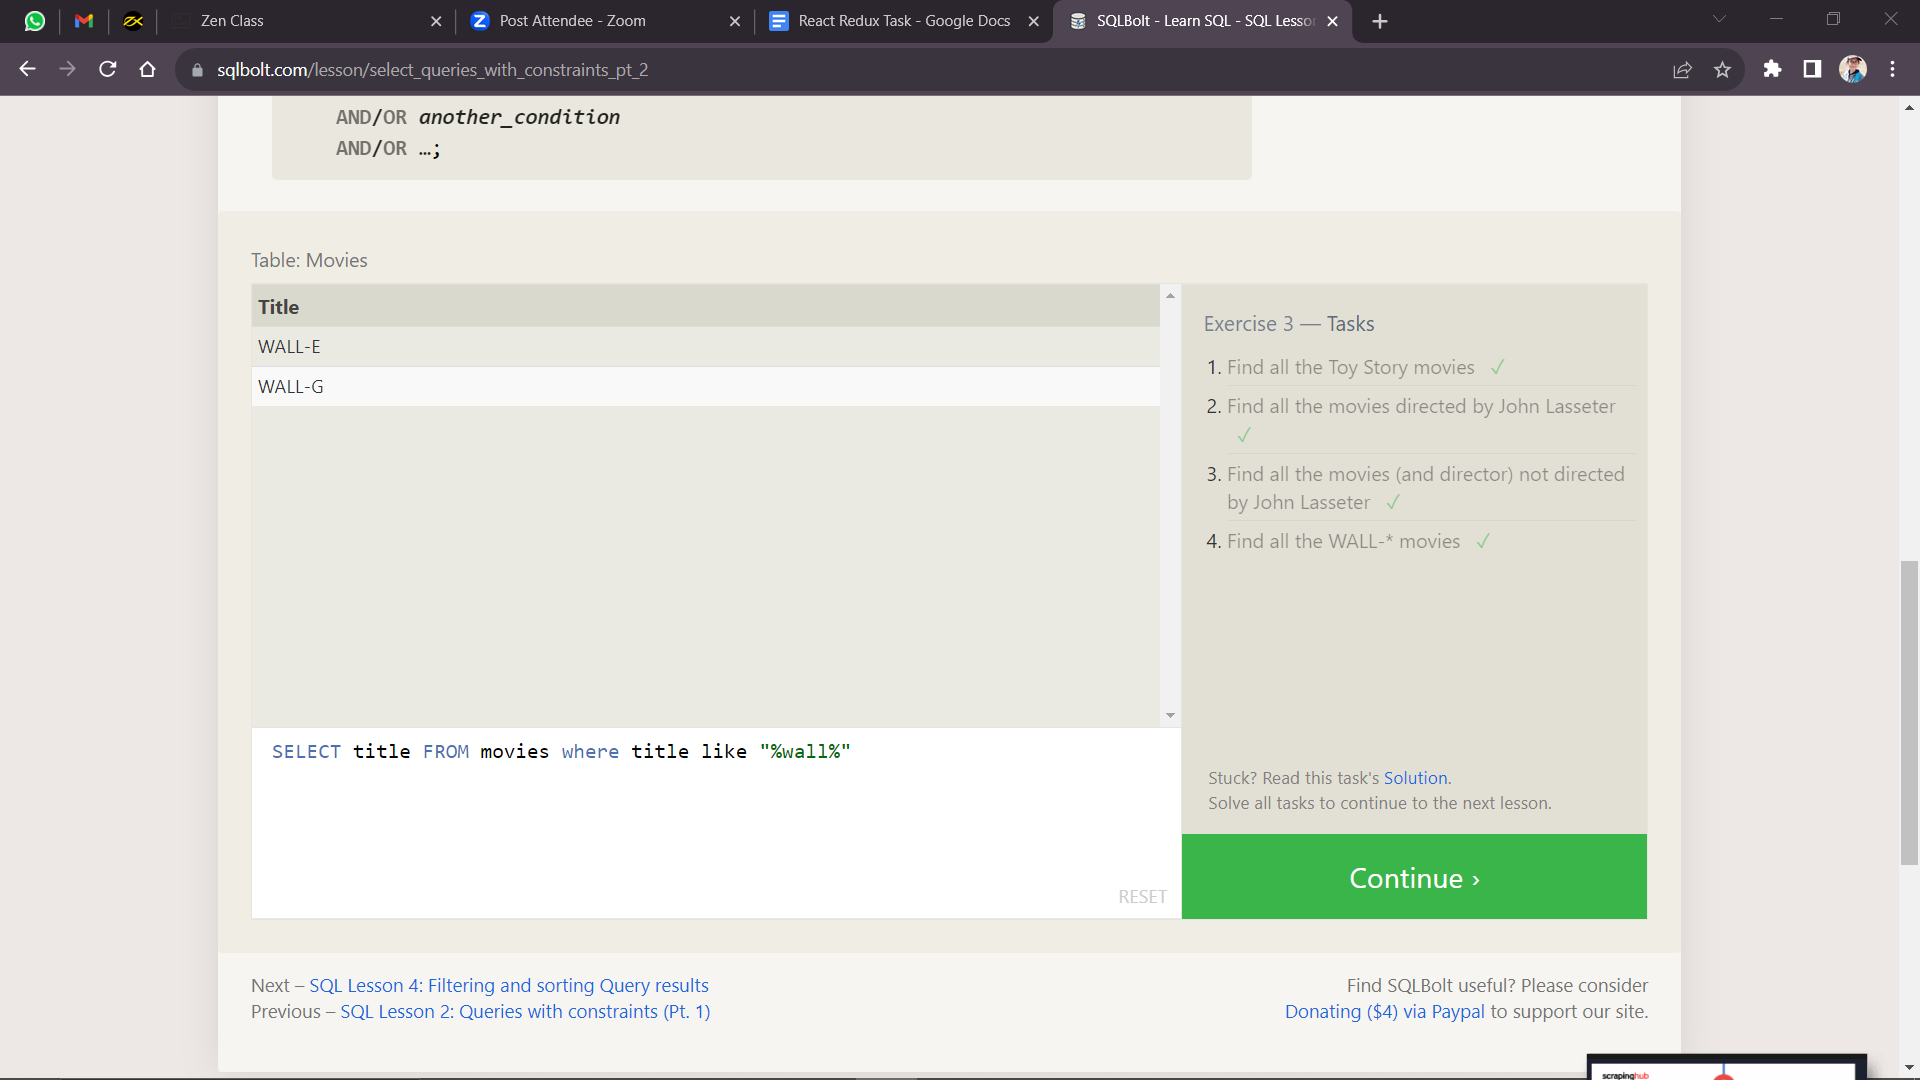 Zen Class
Post Attendee - Zoom
React Redux Task - Google Docs
SQLBolt - Learn SQL - SQL Lesso
sqlbolt.com/lesson/select_queries_with_constraints_pt_2
AND/OR another_condition
AND/OR …;
Table: Movies
Title
WALL-E
WALL-G
SELECT title FROM movies where title like "%wall%"
RESET
Exercise 3 — Tasks
1. Find all the Toy Story movies ✓
2. Find all the movies directed by John Lasseter
✓
3. Find all the movies (and director) not directed
by John Lasseter ✓
4. Find all the WALL-* movies ✓
Stuck? Read this task's Solution.
Solve all tasks to continue to the next lesson.
Continue ›
Next – SQL Lesson 4: Filtering and sorting Query results
Previous – SQL Lesson 2: Queries with constraints (Pt. 1)
Find SQLBolt useful? Please consider
Donating ($4) via Paypal to support our site.
scrapinghub